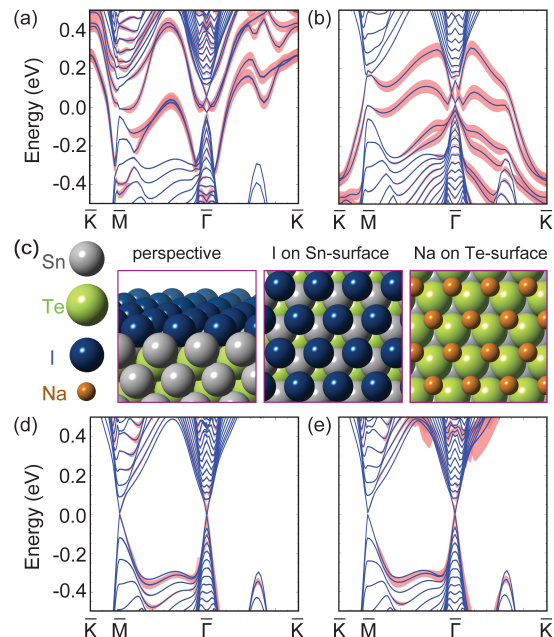 (a)
(b)
Energy (eV)
0.4
0.2
0.0
-0.2
-0.4
K̅ M̅ Γ̅ K̅
K̅ M̅ Γ̅ K̅
(c)
perspective
I on Sn-surface
Na on Te-surface
Sn
Te
I
Na
(d)
(e)
Energy (eV)
0.4
0.2
0.0
-0.2
-0.4
K̅ M̅ Γ̅ K̅
K̅ M̅ Γ̅ K̅